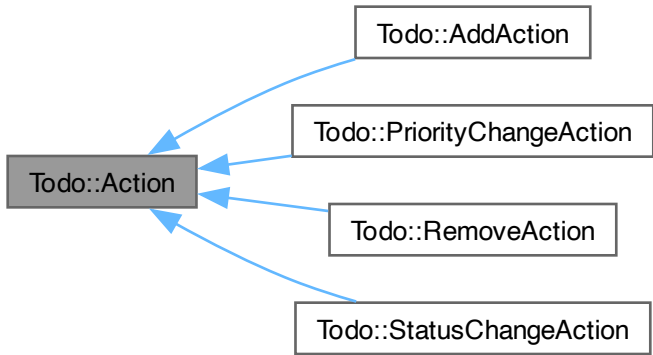 Todo::AddAction
Todo::PriorityChangeAction
Todo::Action
Todo::RemoveAction
Todo::StatusChangeAction